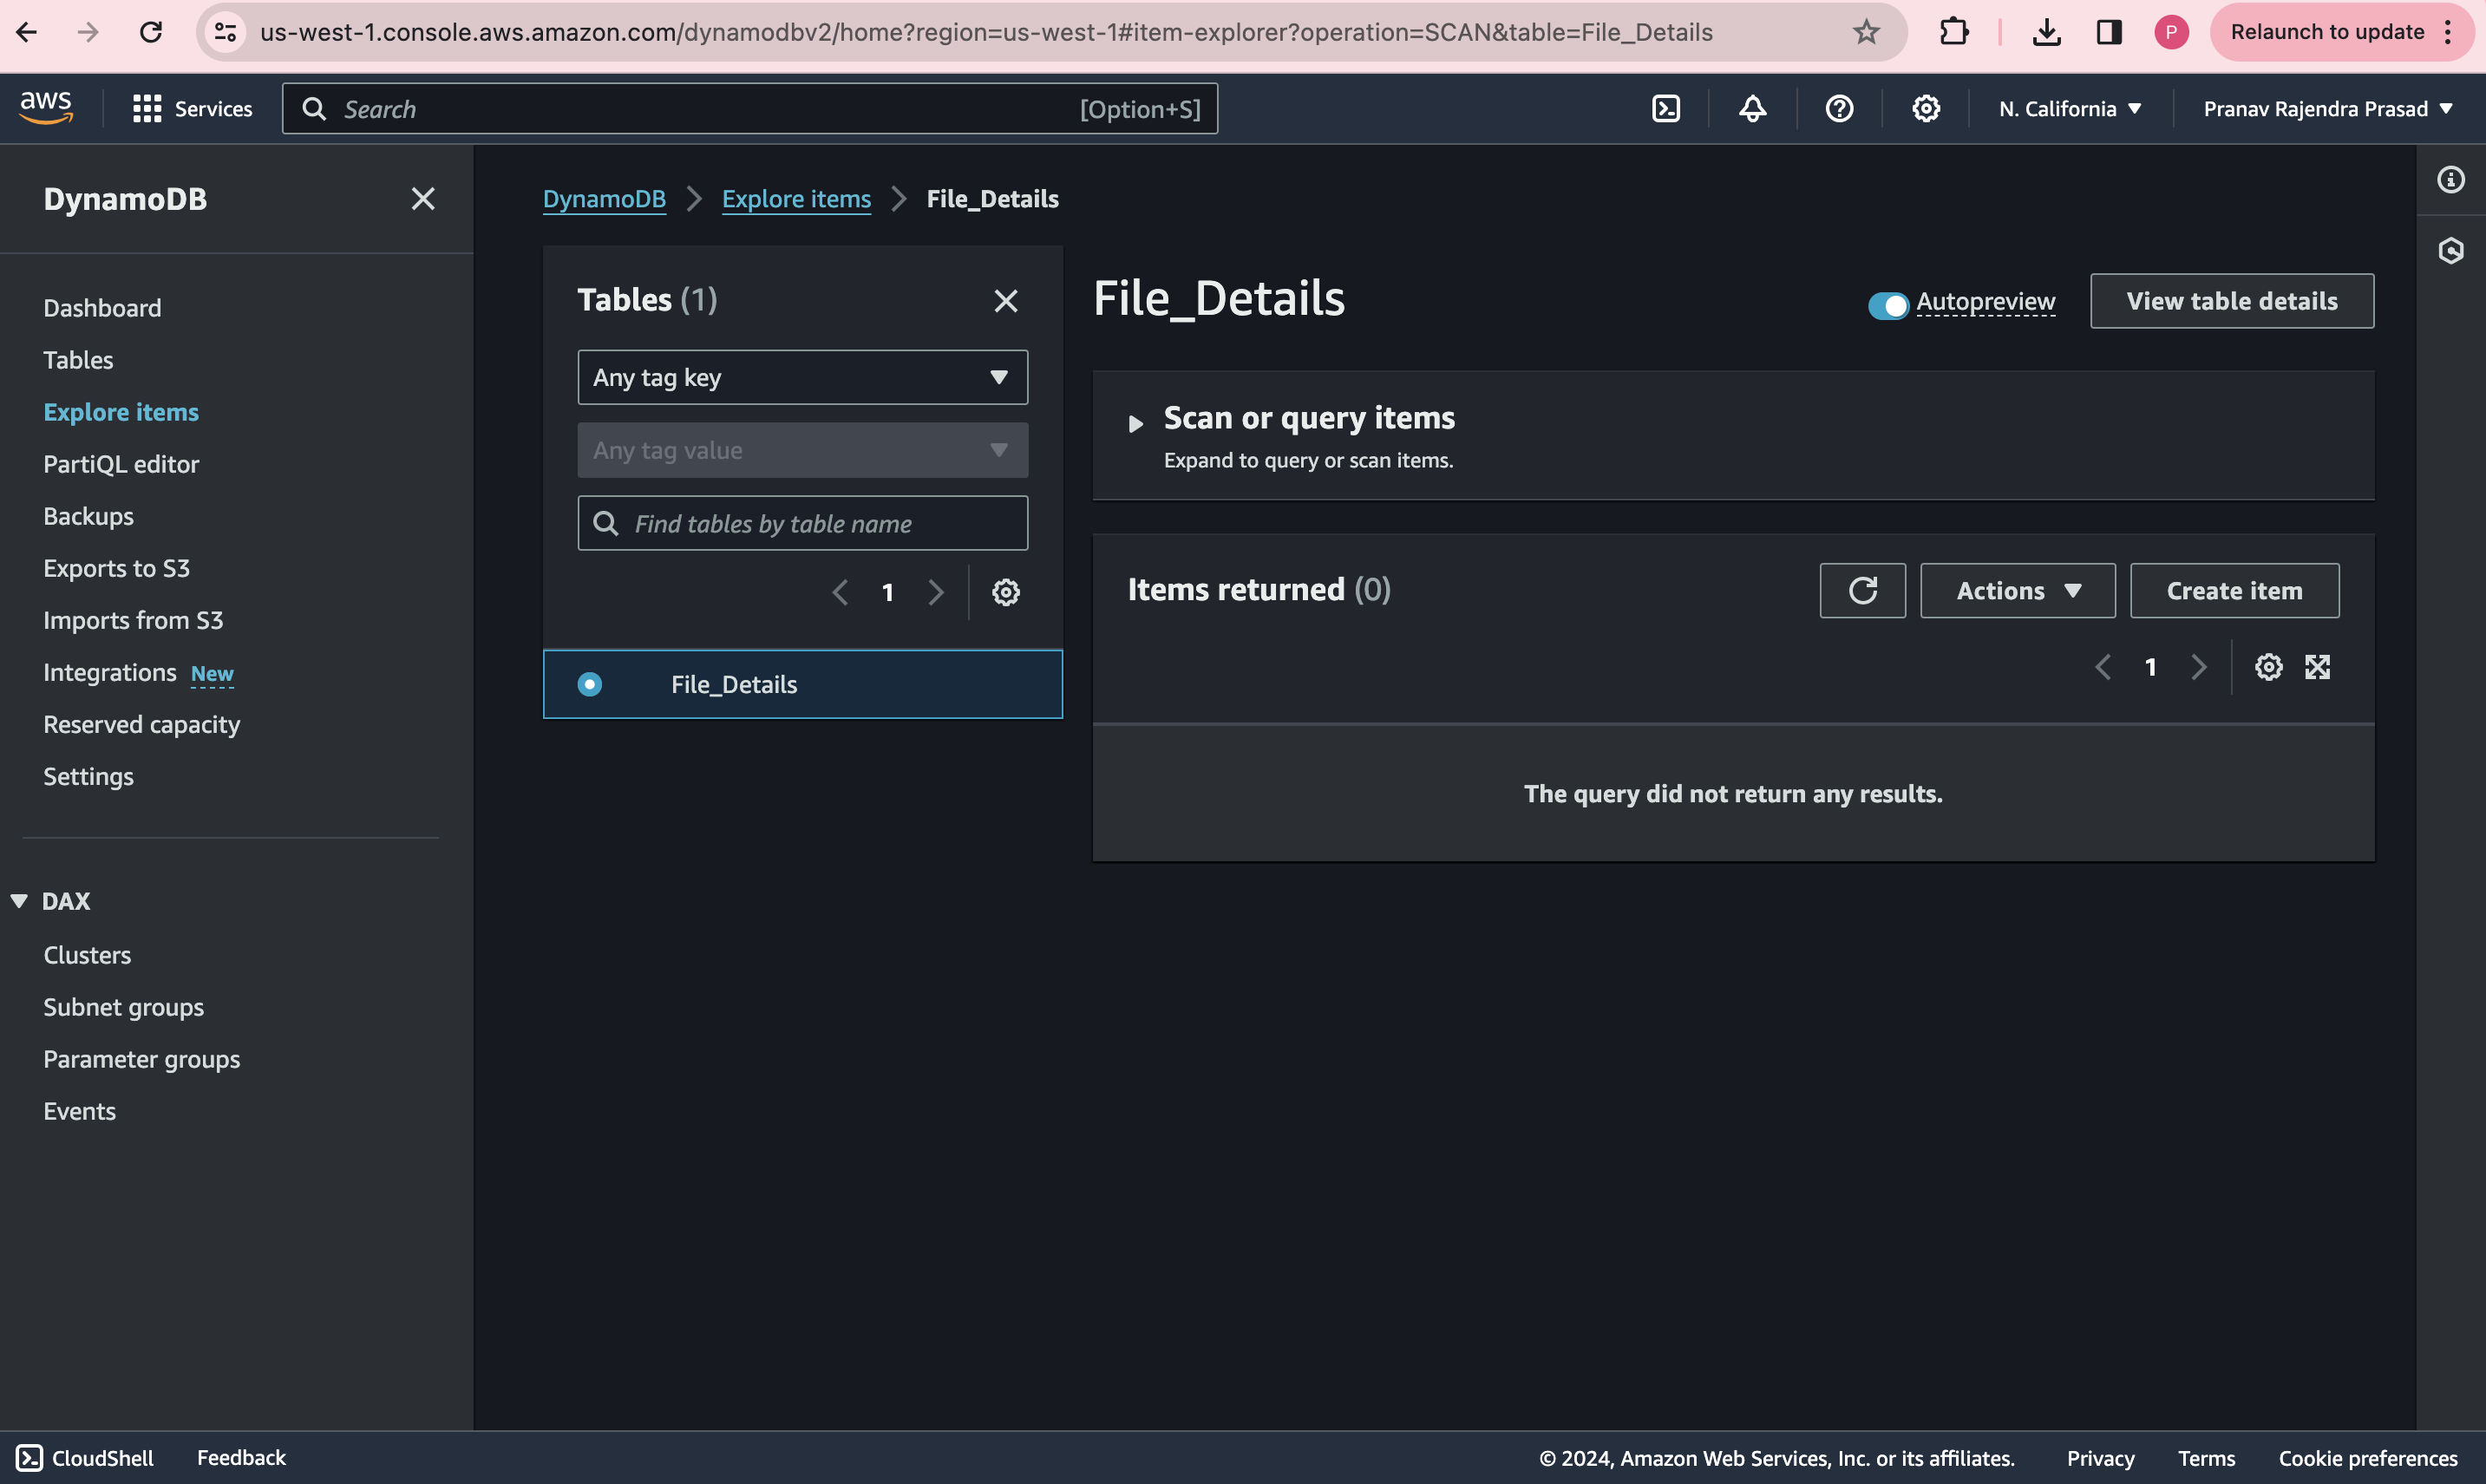 us-west-1.console.aws.amazon.com/dynamodbv2/home?region=us-west-1#item-explorer?operation=SCAN&table=File_Details
P
Relaunch to update
aws
Services
Search
[Option+S]
N. California
Pranav Rajendra Prasad
DynamoDB
Dashboard
Tables
Explore items
PartiQL editor
Backups
Exports to S3
Imports from S3
Integrations New
Reserved capacity
Settings
DAX
Clusters
Subnet groups
Parameter groups
Events
DynamoDB
Explore items
File_Details
Tables (1)
Any tag key
Any tag value
Find tables by table name
1
File_Details
File_Details
Autopreview
View table details
Scan or query items
Expand to query or scan items.
Items returned (0)
Actions
Create item
1
The query did not return any results.
CloudShell
Feedback
© 2024, Amazon Web Services, Inc. or its affiliates.
Privacy
Terms
Cookie preferences